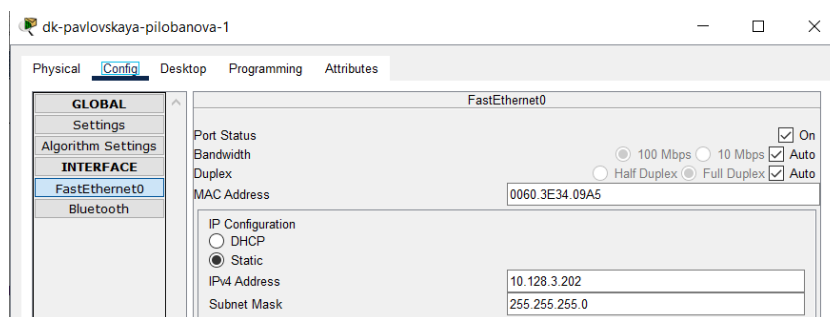 dk-pavlovskaya-pilobanova-1
Physical Config Desktop Programming Attributes
GLOBAL
Settings
Algorithm Settings
INTERFACE
FastEthernet0
Bluetooth
FastEthernet0
Port Status On
Bandwidth 100 Mbps 10 Mbps Auto
Duplex Half Duplex Full Duplex Auto
MAC Address 0060.3E34.09A5
IP Configuration
DHCP
Static
IPv4 Address 10.128.3.202
Subnet Mask 255.255.255.0